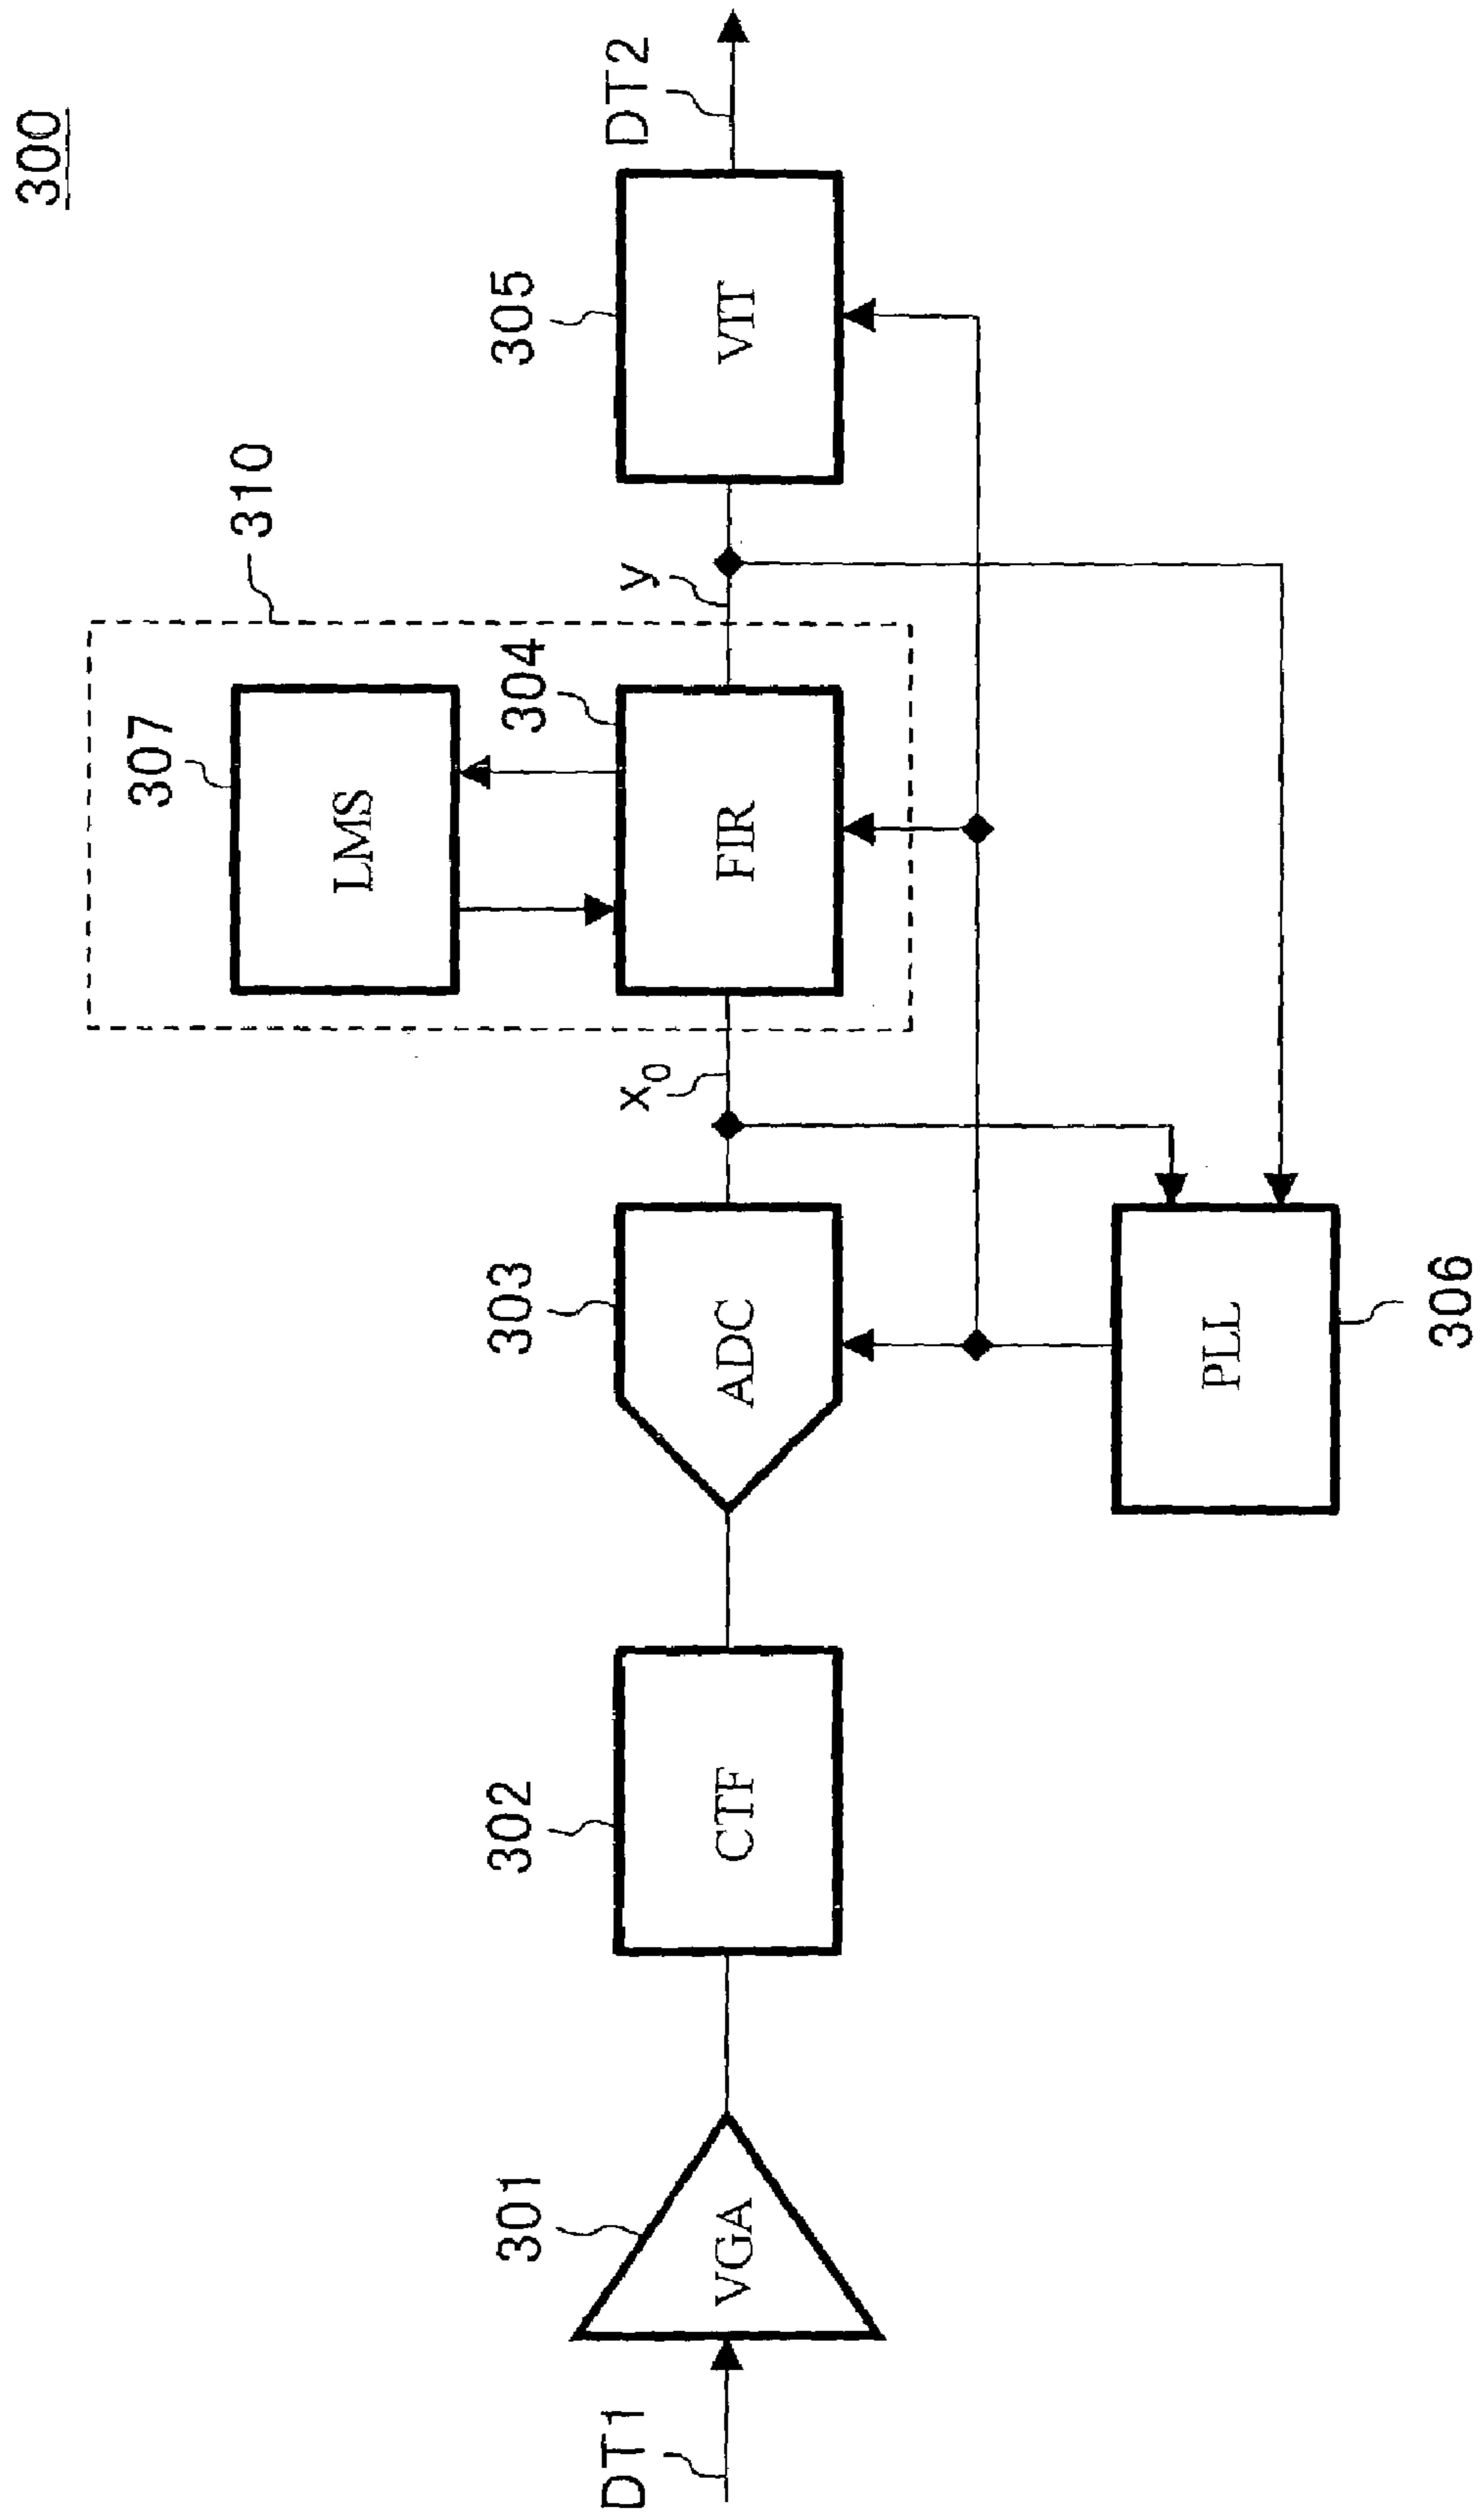 300
310
307
LMS
304
DT1
301
VGA
302
CTF
303
ADC
x0
FIR
y
305
VIT
DT2
PLL
306